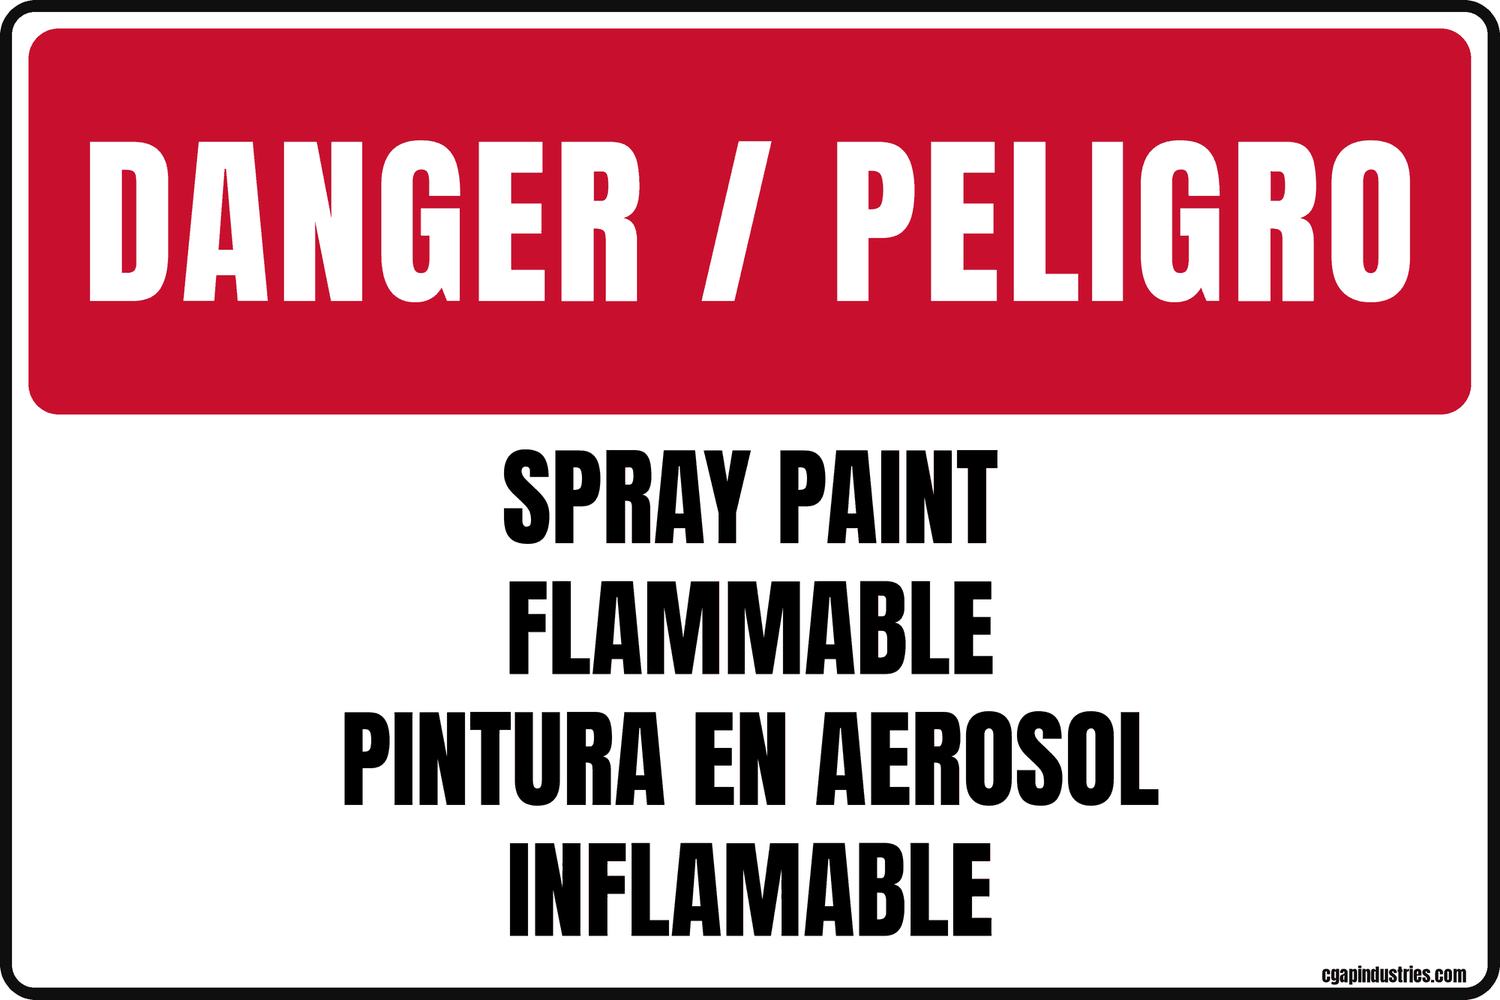 DANGER / PELIGRO
SPRAY PAINT
FLAMMABLE
PINTURA EN AEROSOL
INFLAMABLE
cgapindustries.com